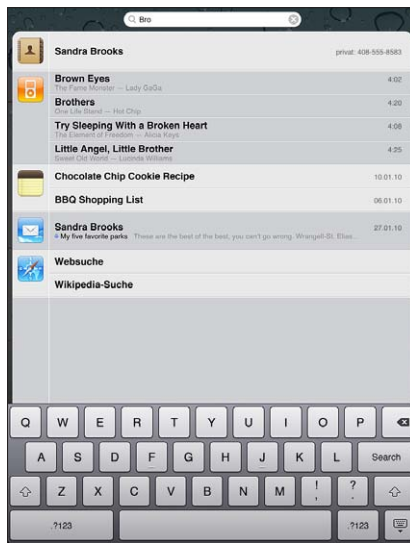 Bro
Sandra Brooks privat: 408-555-8583
Brown Eyes 4:02
The Fame Monster — Lady GaGa
Brothers 4:20
One Life Stand — Hot Chip
Try Sleeping With a Broken Heart 4:08
The Element of Freedom — Alicia Keys
Little Angel, Little Brother 4:25
Sweet Old World — Lucinda Williams
Chocolate Chip Cookie Recipe 10.01.10
BBQ Shopping List 06.01.10
Sandra Brooks 27.01.10
My five favorite parks These are the best of the best, you can't go wrong. Wrangell-St. Elias...
Websuche
Wikipedia-Suche
Q W E R T Y U I O P
A S D F G H J K L Search
Z X C V B N M ! , ? .
.?123 .?123